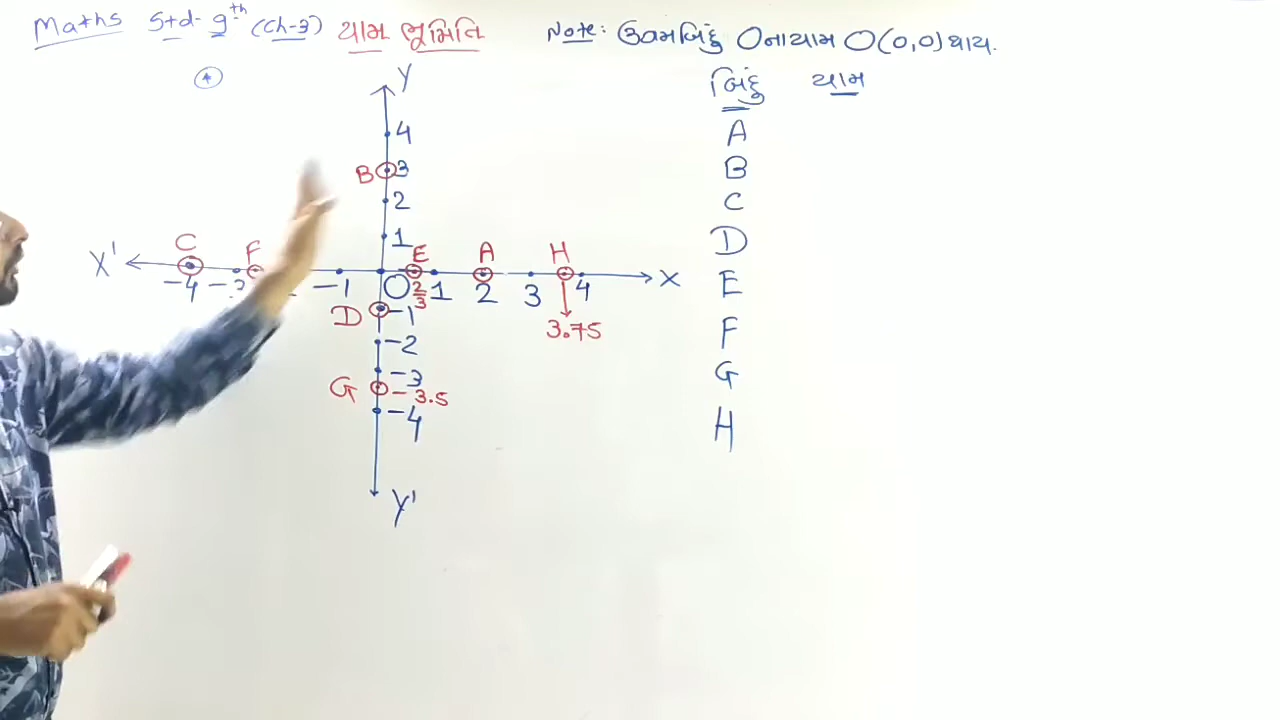 Maths Std- 9th (Ch-3) યામ ભૂમિતિ
Note: ઊગમબિંદુ O ના યામ O(0,0) થાય.
Y
બિંદુ યામ
4
A
B 3
B
2
C
1
D
C F E A H
X' X
-4 -3 -1 O 2/3 1 2 3 4
E
D -1
3.75
F
-2
-3
G
G -3.5
-4
H
Y'